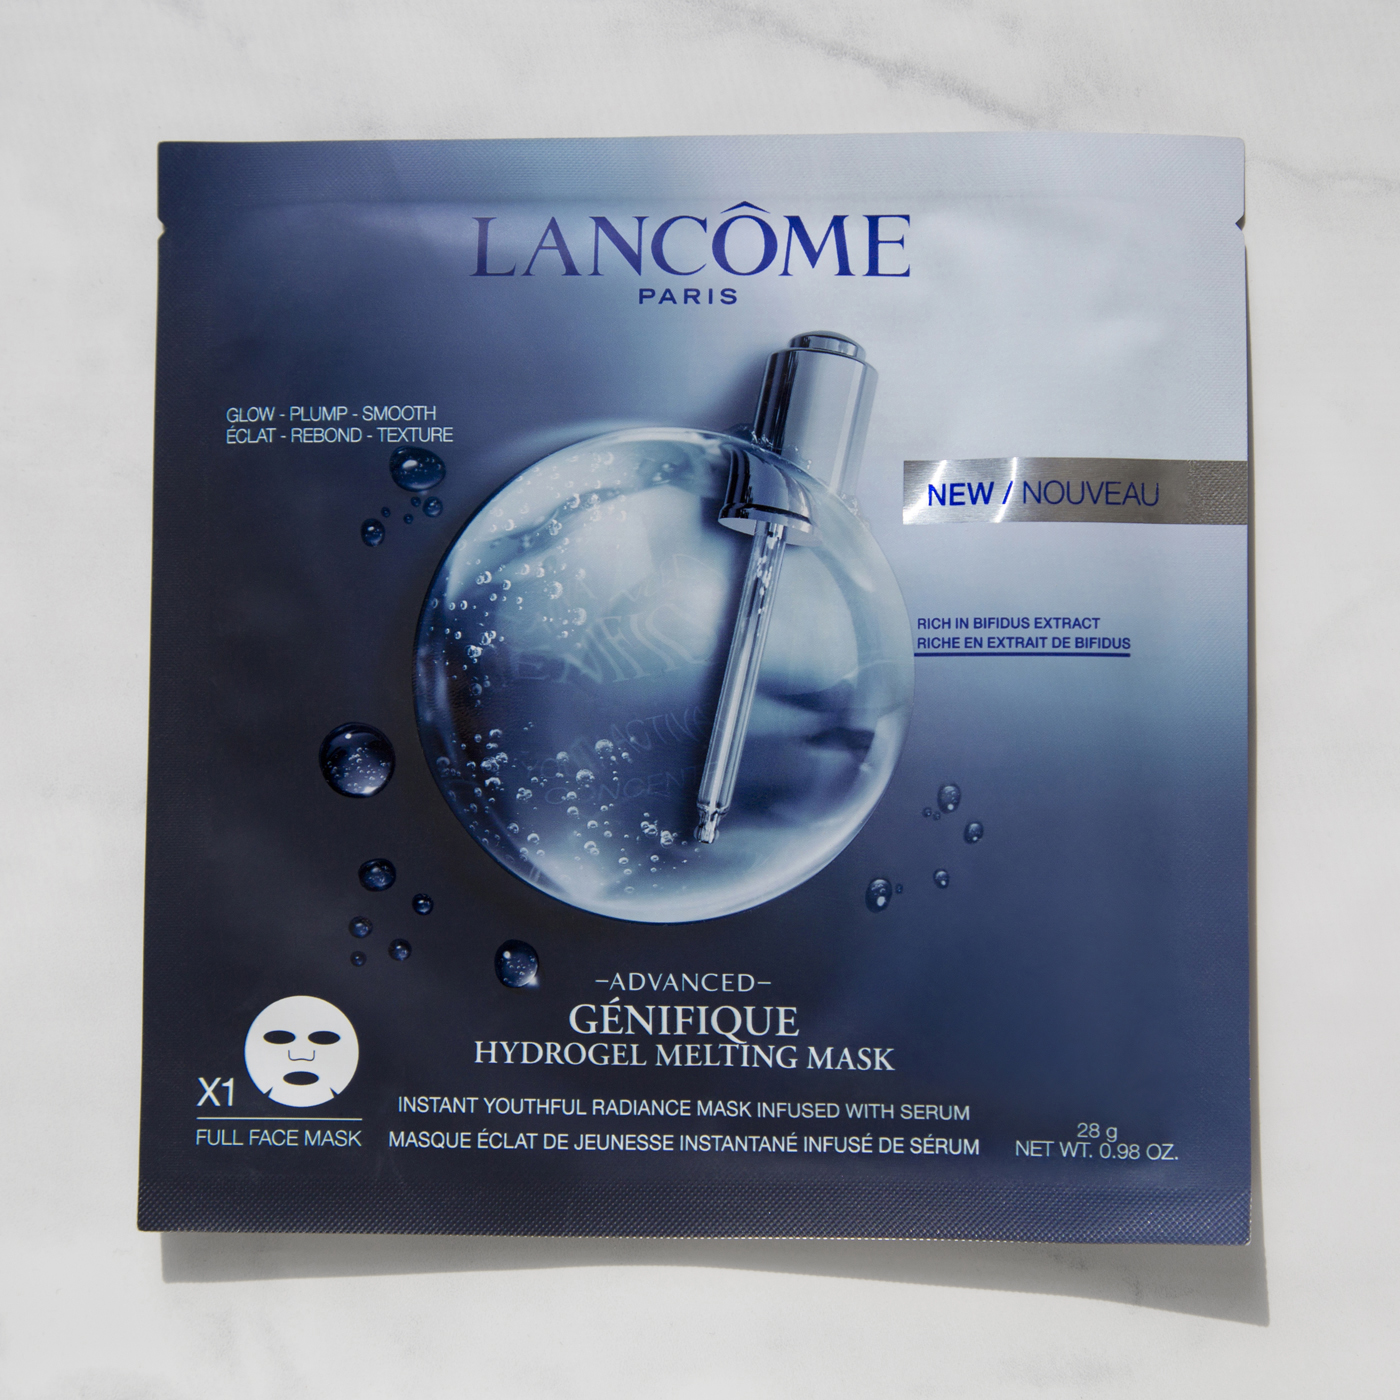 LANCÔME
PARIS
GLOW - PLUMP - SMOOTH
ÉCLAT - REBOND - TEXTURE
NEW / NOUVEAU
RICH IN BIFIDUS EXTRACT
RICHE EN EXTRAIT DE BIFIDUS
–ADVANCED–
GÉNIFIQUE
HYDROGEL MELTING MASK
X1
FULL FACE MASK
INSTANT YOUTHFUL RADIANCE MASK INFUSED WITH SERUM
MASQUE ÉCLAT DE JEUNESSE INSTANTANÉ INFUSÉ DE SÉRUM
28 g
NET WT. 0.98 OZ.